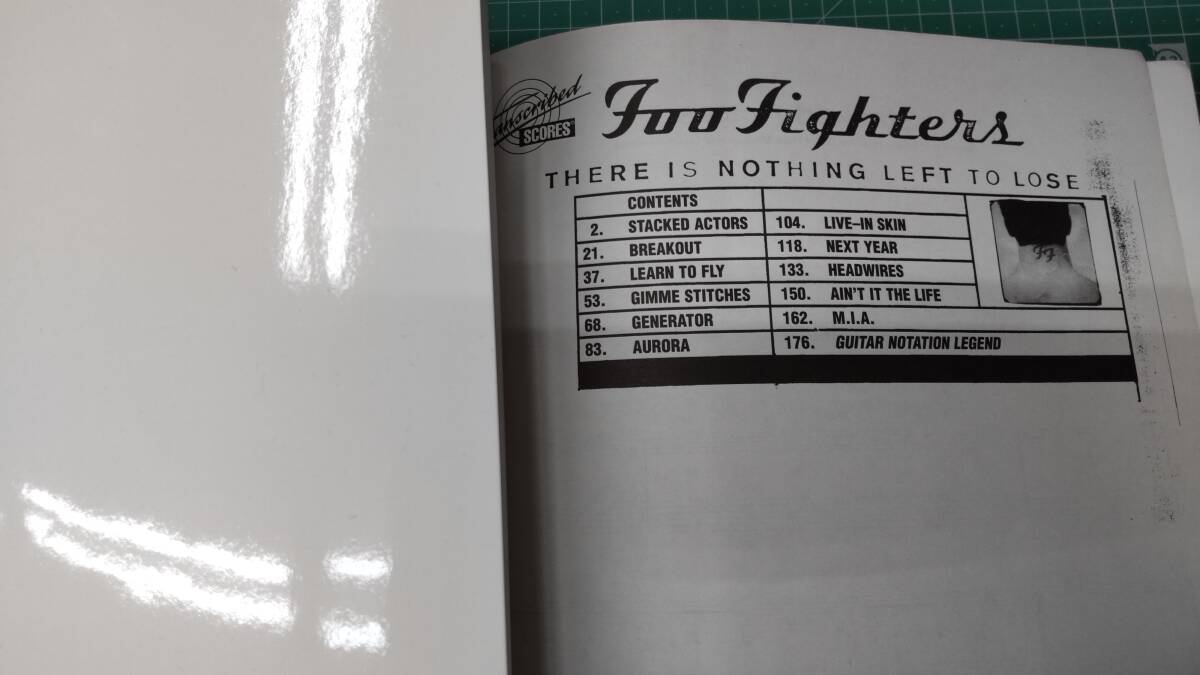 Transcribed
SCORES
Foo Fighters
THERE IS NOTHING LEFT TO LOSE
CONTENTS
2. STACKED ACTORS
21. BREAKOUT
37. LEARN TO FLY
53. GIMME STITCHES
68. GENERATOR
83. AURORA
104. LIVE-IN SKIN
118. NEXT YEAR
133. HEADWIRES
150. AIN'T IT THE LIFE
162. M.I.A.
176. GUITAR NOTATION LEGEND
FF